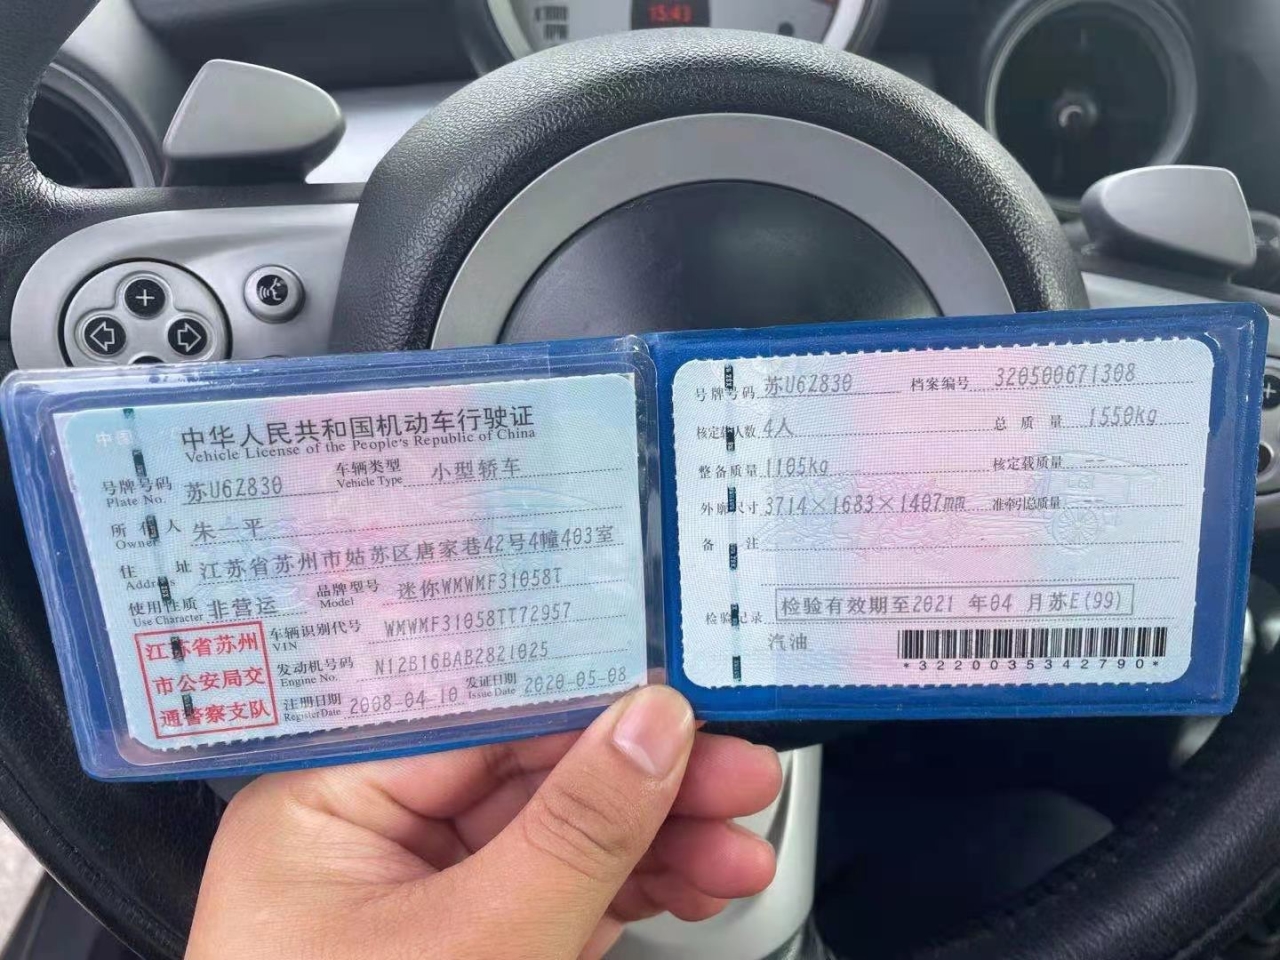 15:43
中国
中华人民共和国机动车行驶证
Vehicle License of the People's Republic of China
号牌号码 苏U6Z830 车辆类型 小型轿车
Plate No. Vehicle Type
所有人 朱一平
Owner
住址 江苏省苏州市姑苏区唐家巷42号4幢403室
Address
使用性质 非营运 品牌型号 迷你WMWMF31058T
Use Character Model
江苏省苏州
市公安局交
通警察支队
车辆识别代号 WMWMF31058TT72957
VIN
发动机号码 N12B16BAB2821025
Engine No.
注册日期 2008-04-10 发证日期 2020-05-08
Register Date Issue Date
号牌号码 苏U6Z830 档案编号 320500671308
核定载人数 4人 总质量 1550kg
整备质量 1105kg 核定载质量 --
外廓尺寸 3714×1683×1407mm 准牵引总质量
备注
检验记录 检验有效期至2021年04月苏E(99)
汽油
*3220035342790*